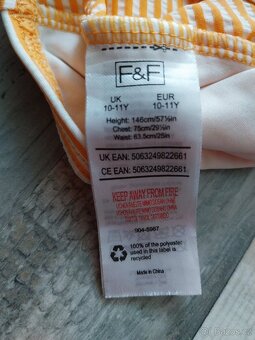 F&F
UK EUR
10-11Y 10-11Y
Height: 146cm/57½in
Chest: 75cm/29½in
Waist: 63.5cm/25in
UK EAN: 5063249822661
CE EAN: 5063249822661
KEEP AWAY FROM FIRE
904-5967
100% of the polyester
used in this label is
recycled
Made in China